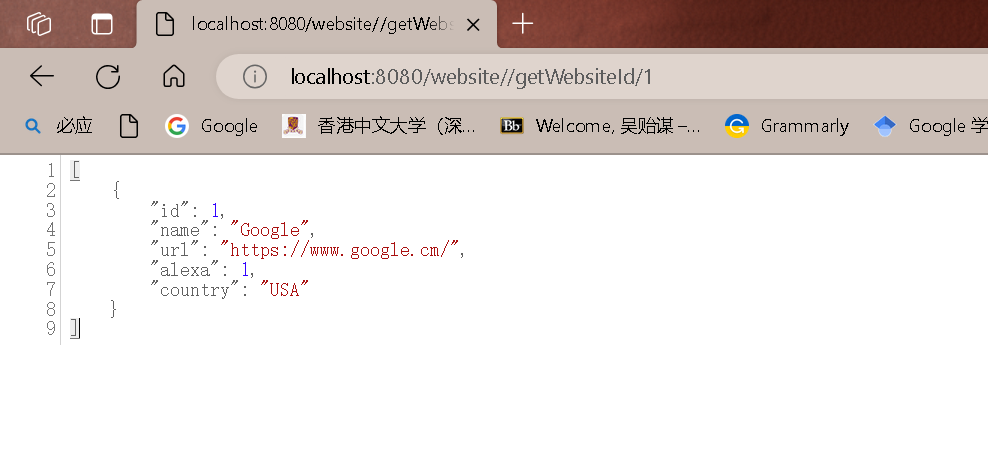 localhost:8080/website//getWebs
localhost:8080/website//getWebsiteId/1
必应 Google 香港中文大学（深... Bb Welcome, 吴贻谋 –... Grammarly Google 学
1 [
2 {
3 "id": 1,
4 "name": "Google",
5 "url": "https://www.google.cm/",
6 "alexa": 1,
7 "country": "USA"
8 }
9 ]